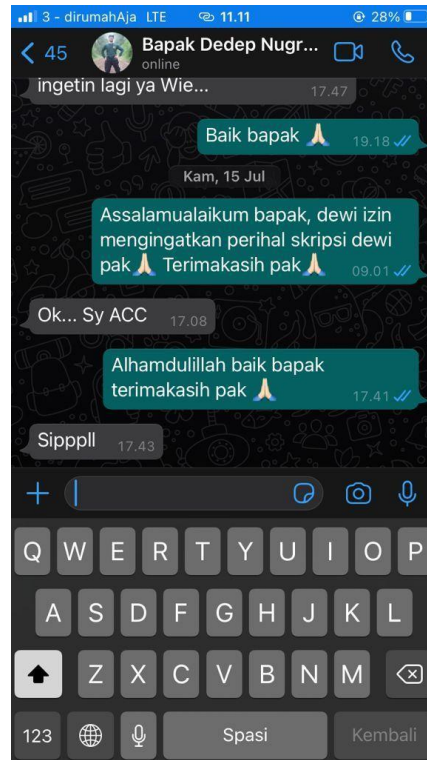 3 - dirumahAja LTE 11.11 28%
45 Bapak Dedep Nugr...
online
ingetin lagi ya Wie...
17.47
Baik bapak 🙏🏻 19.18
Kam, 15 Jul
Assalamualaikum bapak, dewi izin
mengingatkan perihal skripsi dewi
pak🙏🏻 Terimakasih pak🙏🏻 09.01
Ok... Sy ACC 17.08
Alhamdulillah baik bapak
terimakasih pak 🙏🏻 17.41
Sipppll 17.43
Q W E R T Y U I O P
A S D F G H J K L
Z X C V B N M
123 Spasi Kembali